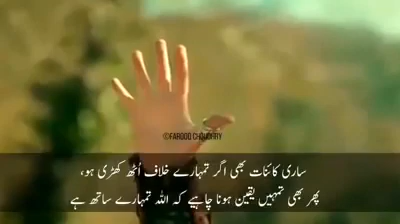 ©FAROOQ CHOUDARY
ساری کائنات بھی اگر تمہارے خلاف اُٹھ کھڑی ہو،
پھر بھی تمہیں یقین ہونا چاہیے کہ اللہ تمہارے ساتھ ہے